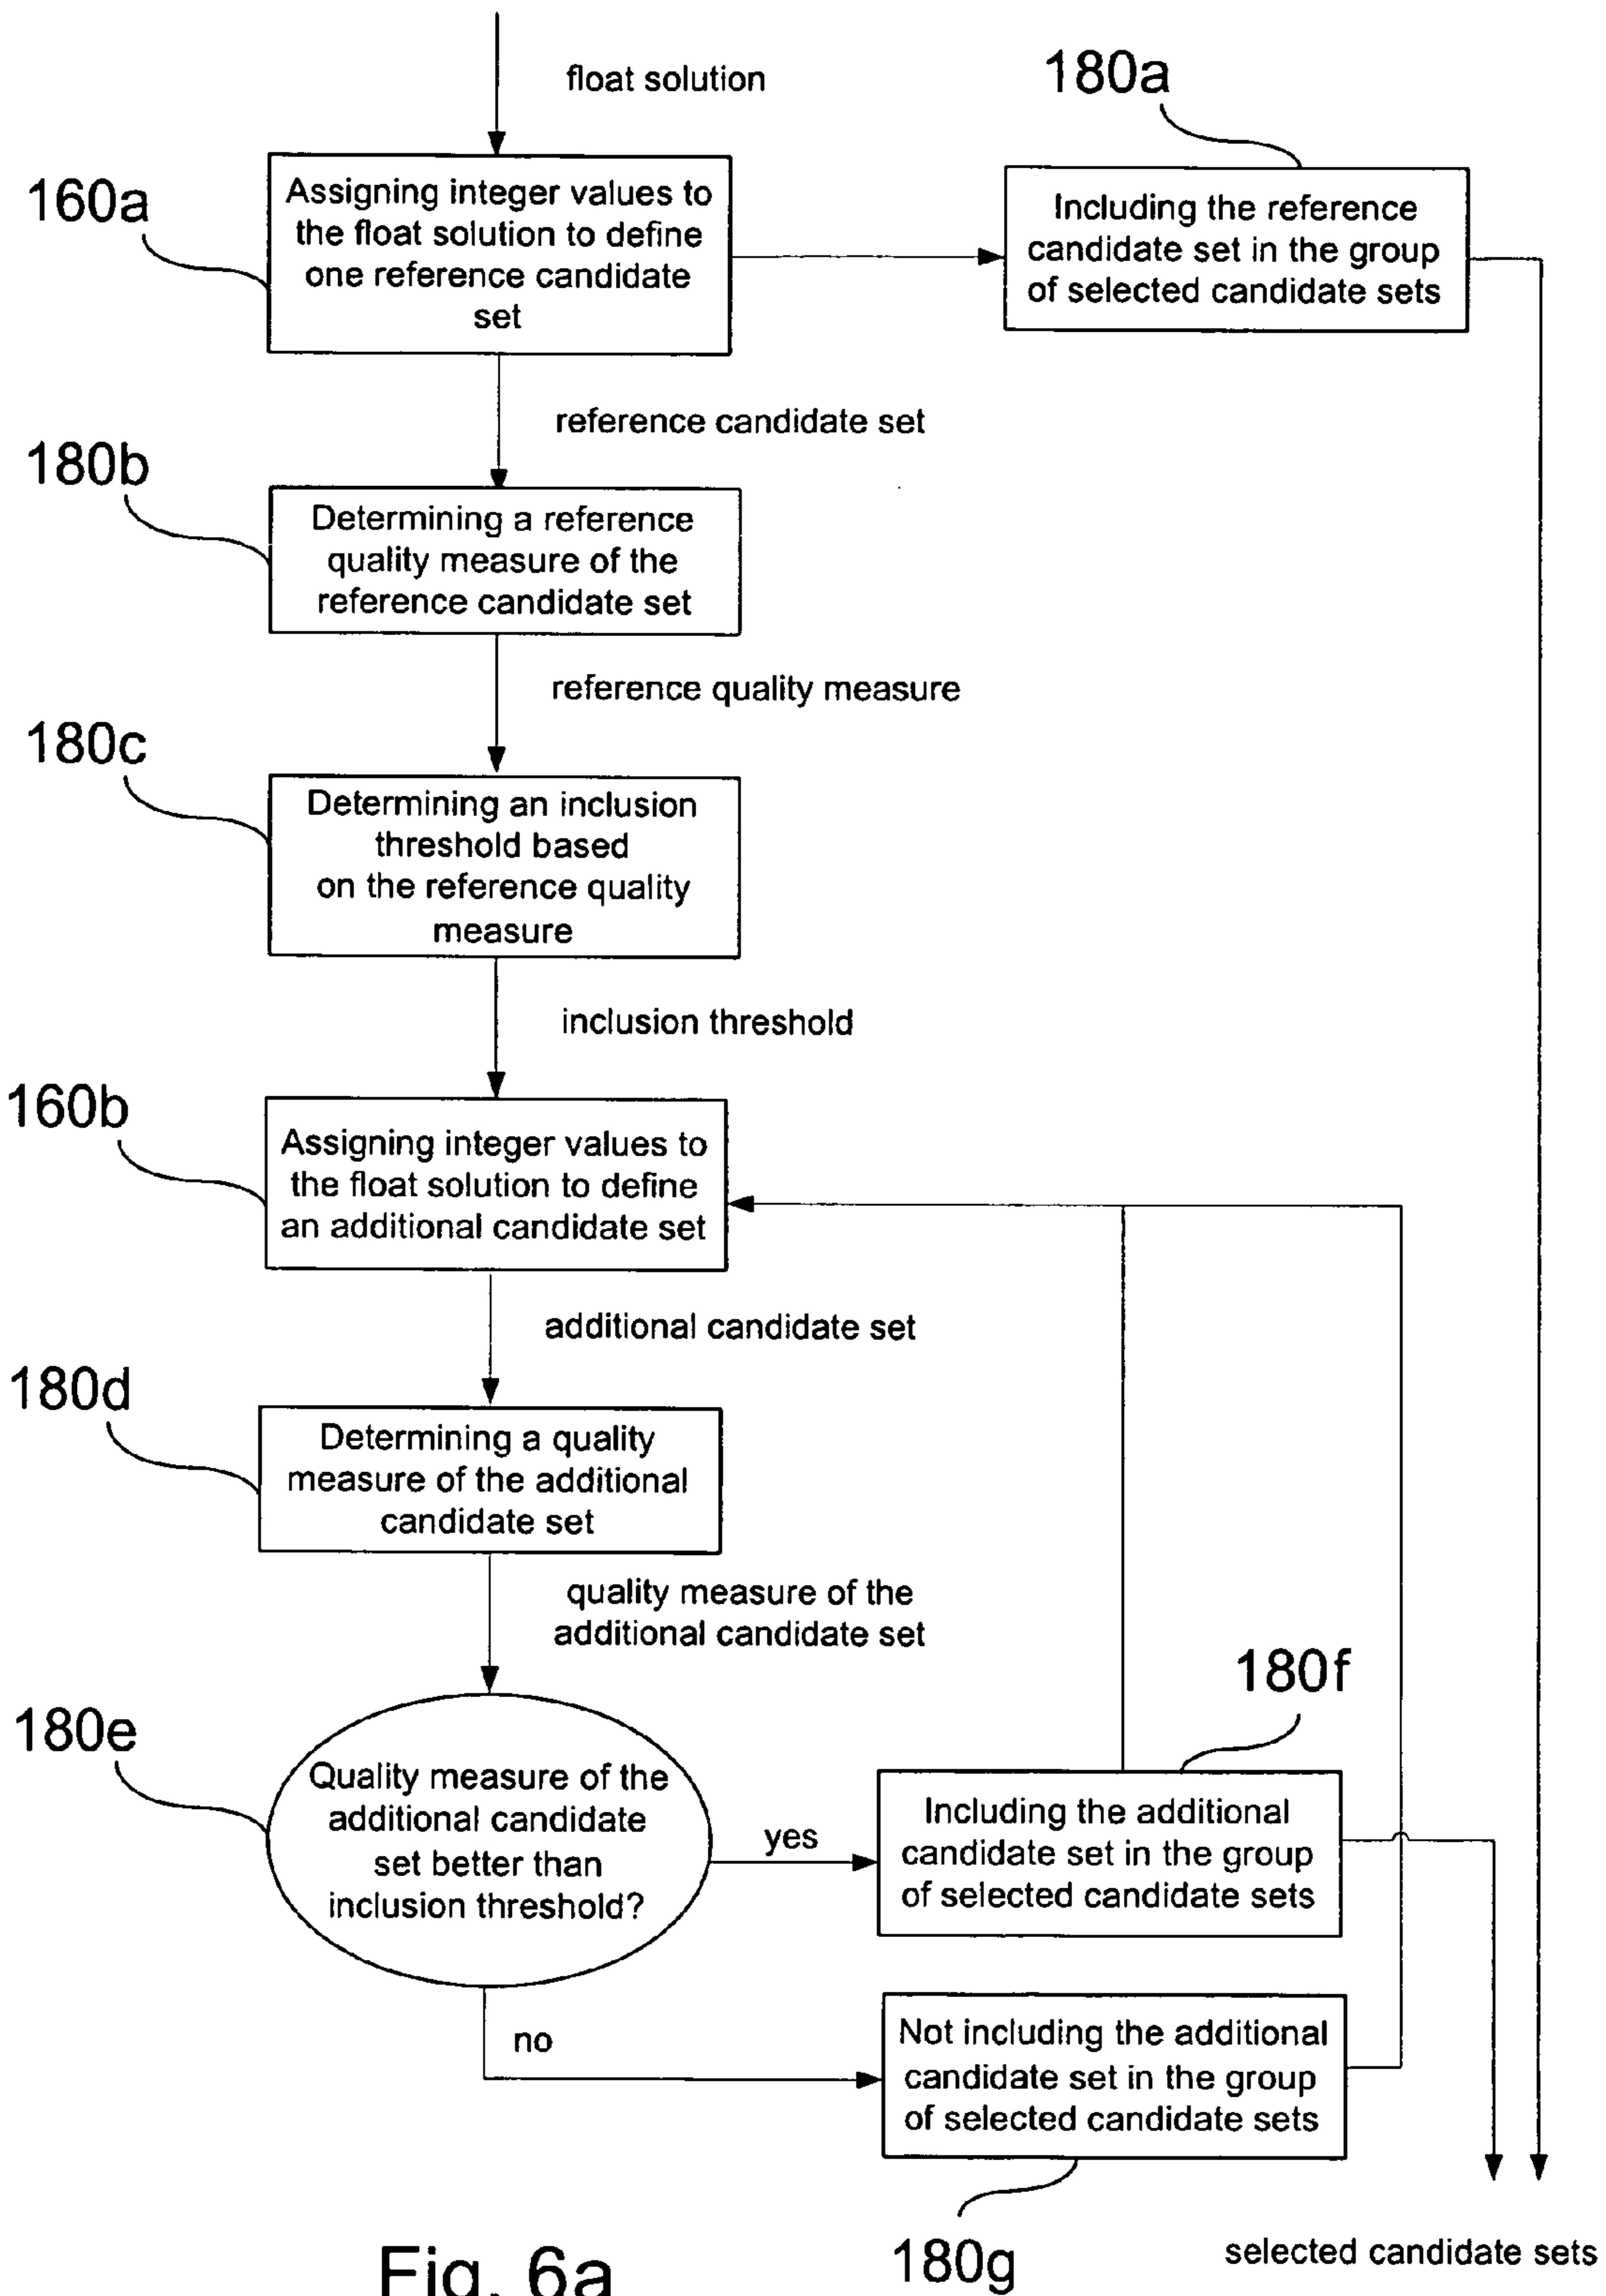 float solution
180a
160a
Assigning integer values to
the float solution to define
one reference candidate
set
Including the reference
candidate set in the group
of selected candidate sets
reference candidate set
180b
Determining a reference
quality measure of the
reference candidate set
reference quality measure
180c
Determining an inclusion
threshold based
on the reference quality
measure
inclusion threshold
160b
Assigning integer values to
the float solution to define
an additional candidate set
additional candidate set
180d
Determining a quality
measure of the additional
candidate set
quality measure of the
additional candidate set
180e
Quality measure of the
additional candidate
set better than
inclusion threshold?
yes
180f
Including the additional
candidate set in the group
of selected candidate sets
no
Not including the additional
candidate set in the group
of selected candidate sets
180g
selected candidate sets
Fig. 6a